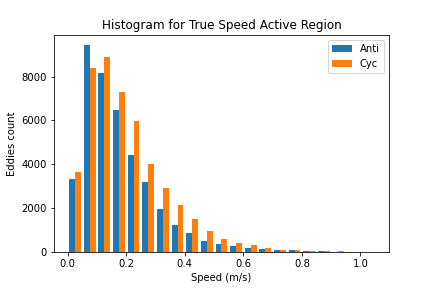 Histogram for True Speed Active Region
Anti
Cyc
Eddies count
8000
6000
4000
2000
0
0.0 0.2 0.4 0.6 0.8 1.0
Speed (m/s)